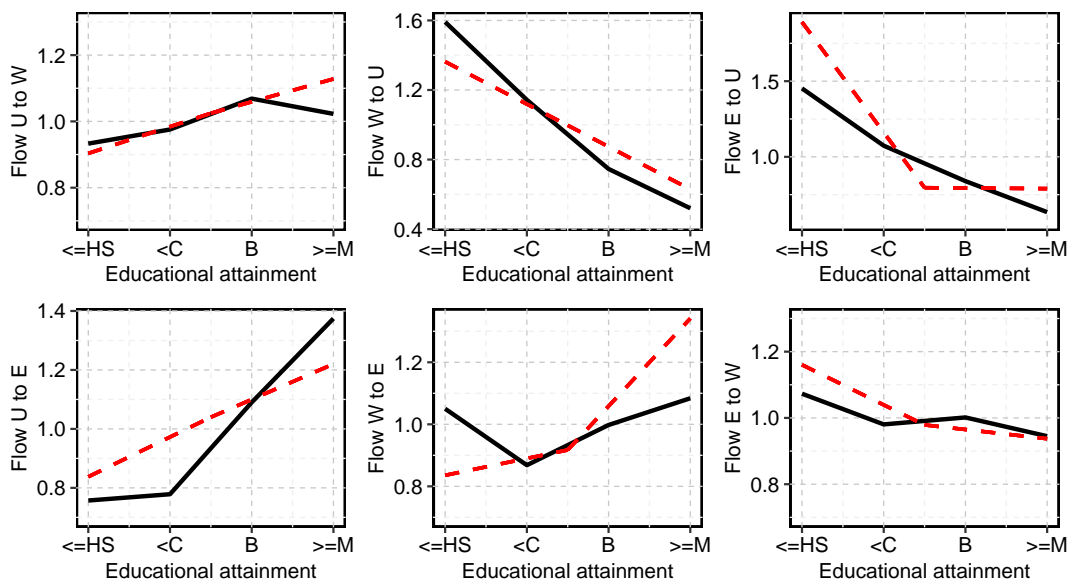 Flow U to W
1.2
1.0
0.8
<=HS <C B >=M
Educational attainment
Flow W to U
1.6
1.2
0.8
0.4
<=HS <C B >=M
Educational attainment
Flow E to U
1.5
1.0
<=HS <C B >=M
Educational attainment
Flow U to E
1.4
1.2
1.0
0.8
<=HS <C B >=M
Educational attainment
Flow W to E
1.2
1.0
0.8
<=HS <C B >=M
Educational attainment
Flow E to W
1.2
1.0
0.8
<=HS <C B >=M
Educational attainment